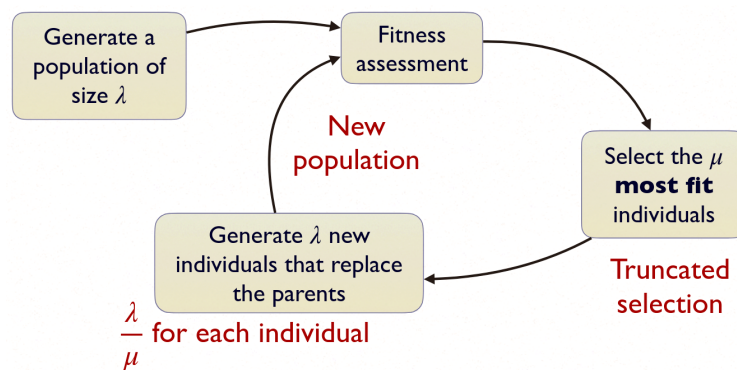 Generate a
population of
size λ
Fitness
assessment
New
population
Select the μ
most fit
individuals
Truncated
selection
Generate λ new
individuals that replace
the parents
λ/μ for each individual